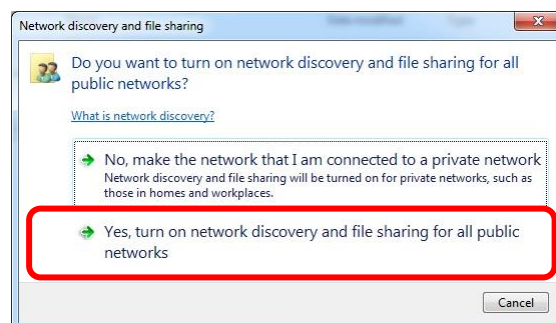 Network discovery and file sharing
Do you want to turn on network discovery and file sharing for all
public networks?
What is network discovery?
No, make the network that I am connected to a private network
Network discovery and file sharing will be turned on for private networks, such as
those in homes and workplaces.
Yes, turn on network discovery and file sharing for all public
networks
Cancel